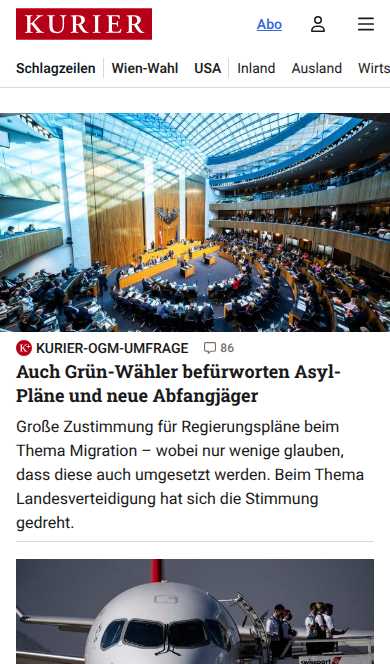 KURIER
Abo
Schlagzeilen
Wien-Wahl
USA
Inland
Ausland
Wirts
K+ KURIER-OGM-UMFRAGE
86
Auch Grün-Wähler befürworten Asyl-
Pläne und neue Abfangjäger
Große Zustimmung für Regierungspläne beim
Thema Migration – wobei nur wenige glauben,
dass diese auch umgesetzt werden. Beim Thema
Landesverteidigung hat sich die Stimmung
gedreht.
swissport